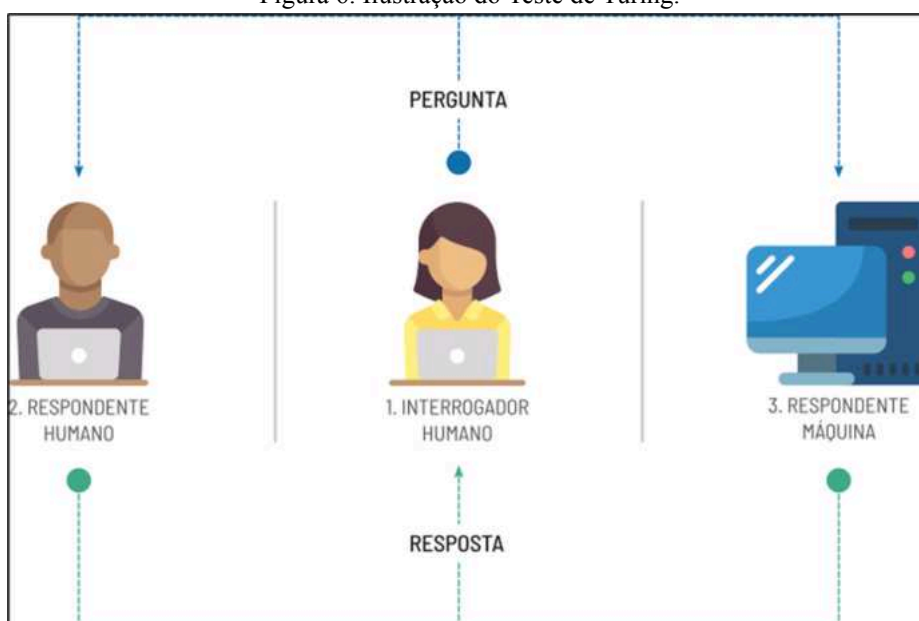 Figura 6. Ilustração do Teste de Turing.
PERGUNTA
2. RESPONDENTE
HUMANO
1. INTERROGADOR
HUMANO
3. RESPONDENTE
MÁQUINA
RESPOSTA